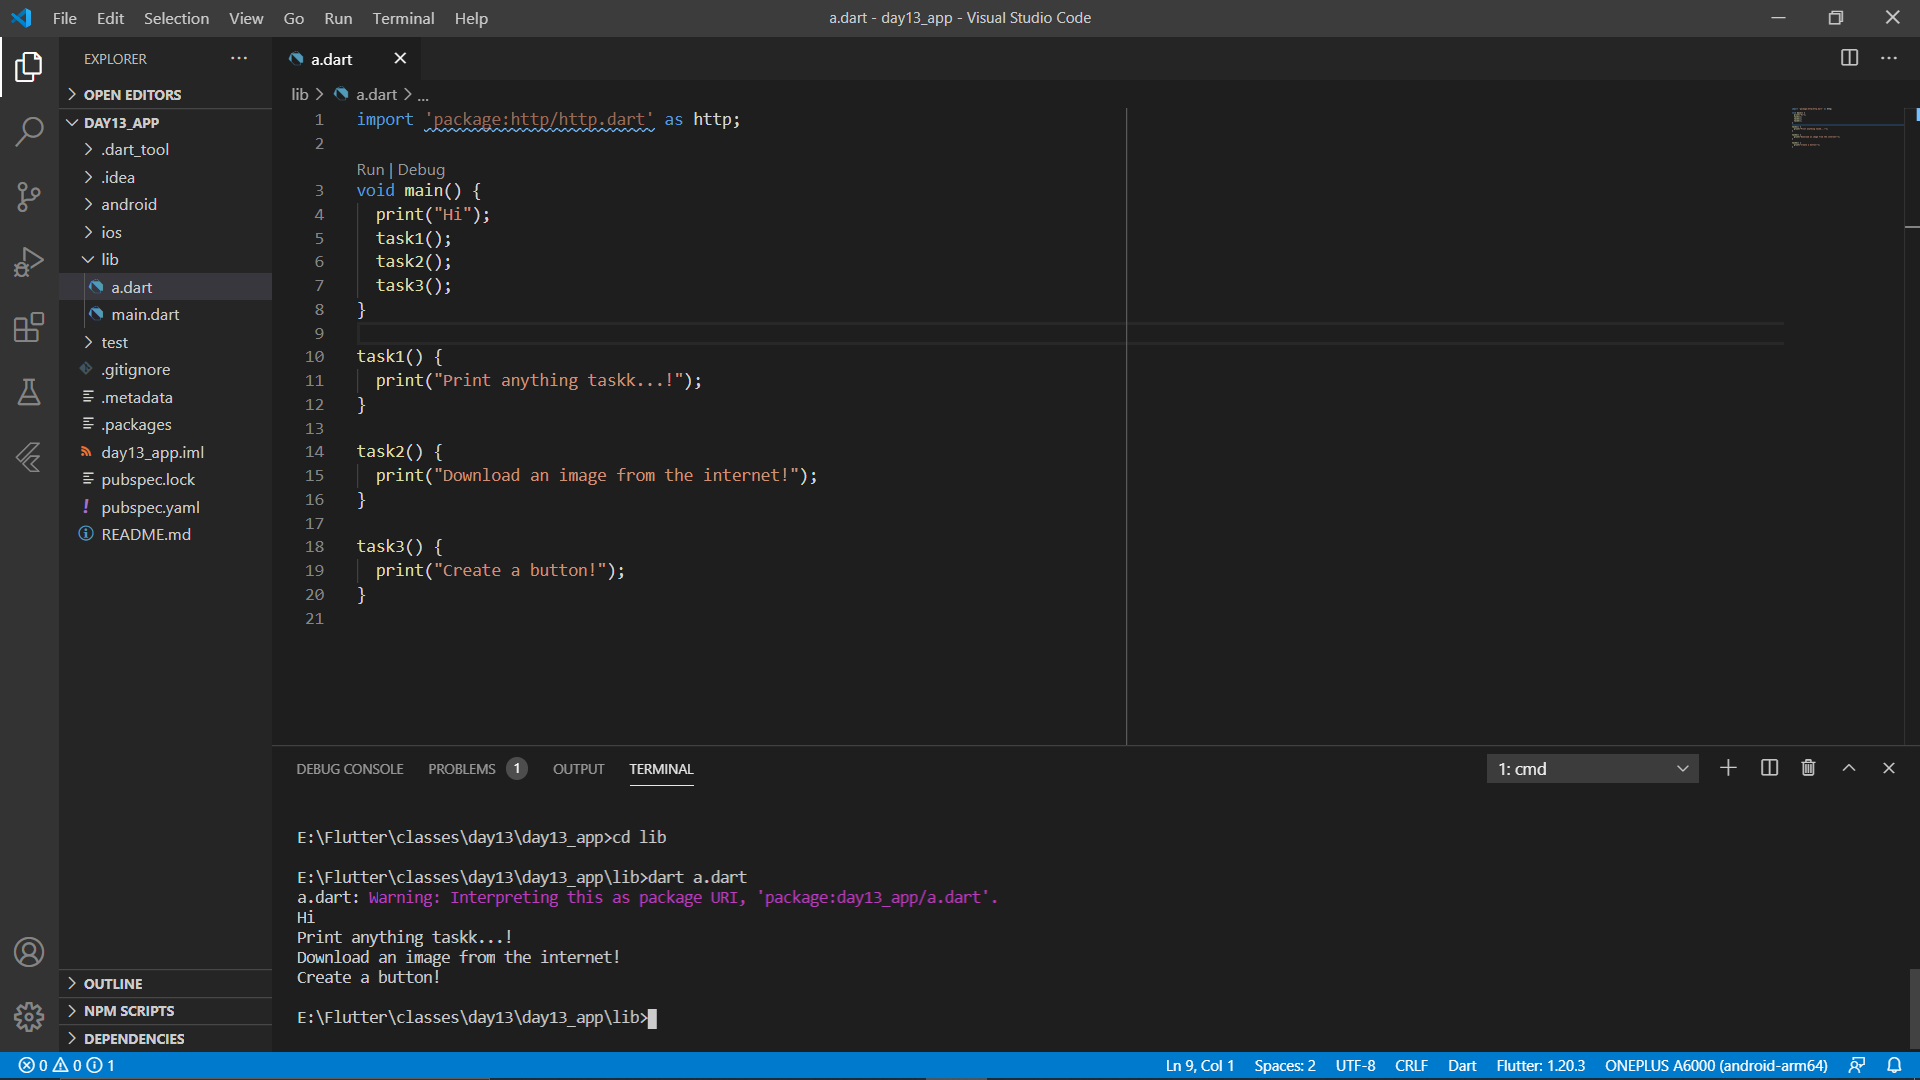 File Edit Selection View Go Run Terminal Help
a.dart - day13_app - Visual Studio Code
EXPLORER
OPEN EDITORS
DAY13_APP
.dart_tool
.idea
android
ios
lib
a.dart
main.dart
test
.gitignore
.metadata
.packages
day13_app.iml
pubspec.lock
pubspec.yaml
README.md
OUTLINE
NPM SCRIPTS
DEPENDENCIES
a.dart
lib > a.dart > ...
1 import 'package:http/http.dart' as http;
2
Run | Debug
3 void main() {
4 print("Hi");
5 task1();
6 task2();
7 task3();
8 }
9
10 task1() {
11 print("Print anything taskk...!");
12 }
13
14 task2() {
15 print("Download an image from the internet!");
16 }
17
18 task3() {
19 print("Create a button!");
20 }
21
DEBUG CONSOLE PROBLEMS 1 OUTPUT TERMINAL
1: cmd
E:\Flutter\classes\day13\day13_app>cd lib
E:\Flutter\classes\day13\day13_app\lib>dart a.dart
a.dart: Warning: Interpreting this as package URI, 'package:day13_app/a.dart'.
Hi
Print anything taskk...!
Download an image from the internet!
Create a button!
E:\Flutter\classes\day13\day13_app\lib>
0 0 1
Ln 9, Col 1 Spaces: 2 UTF-8 CRLF Dart Flutter: 1.20.3 ONEPLUS A6000 (android-arm64)